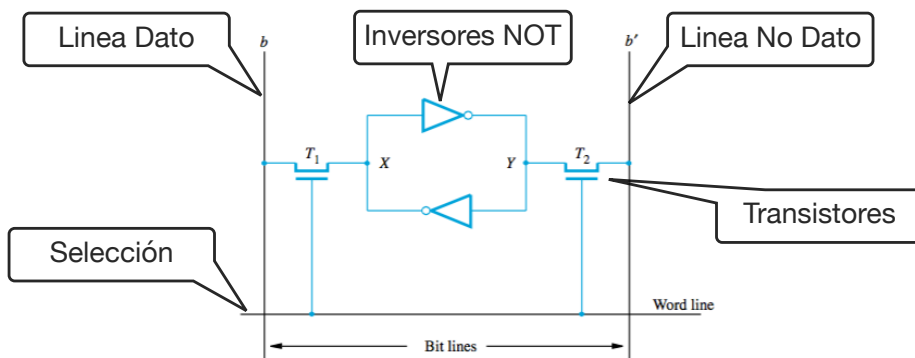 Linea Dato
b
Inversores NOT
b′
Linea No Dato
T1
X
Y
T2
Transistores
Selección
Word line
Bit lines